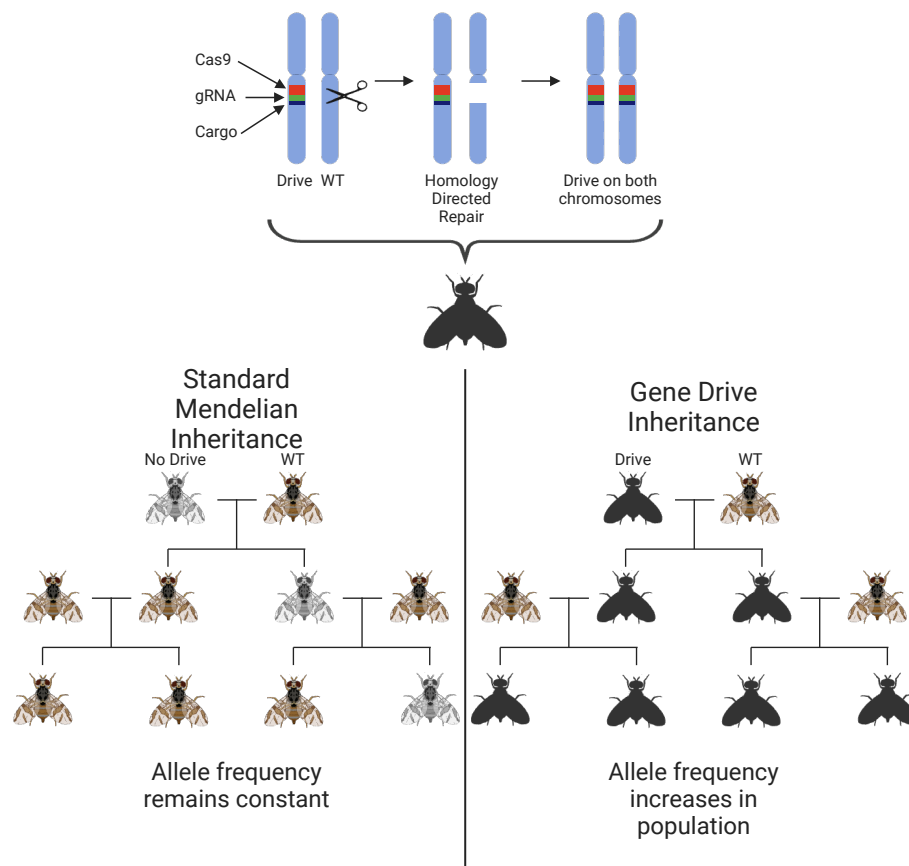 Cas9
gRNA
Cargo
Drive WT
Homology
Directed
Repair
Drive on both
chromosomes
Standard
Mendelian
Inheritance
No Drive WT
Allele frequency
remains constant
Gene Drive
Inheritance
Drive WT
Allele frequency
increases in
population